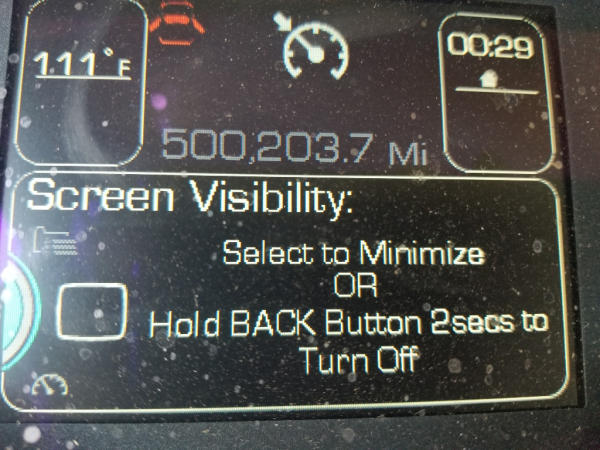 111°F
00:29
500,203.7 Mi
Screen Visibility:
Select to Minimize
OR
Hold BACK Button 2secs to
Turn Off